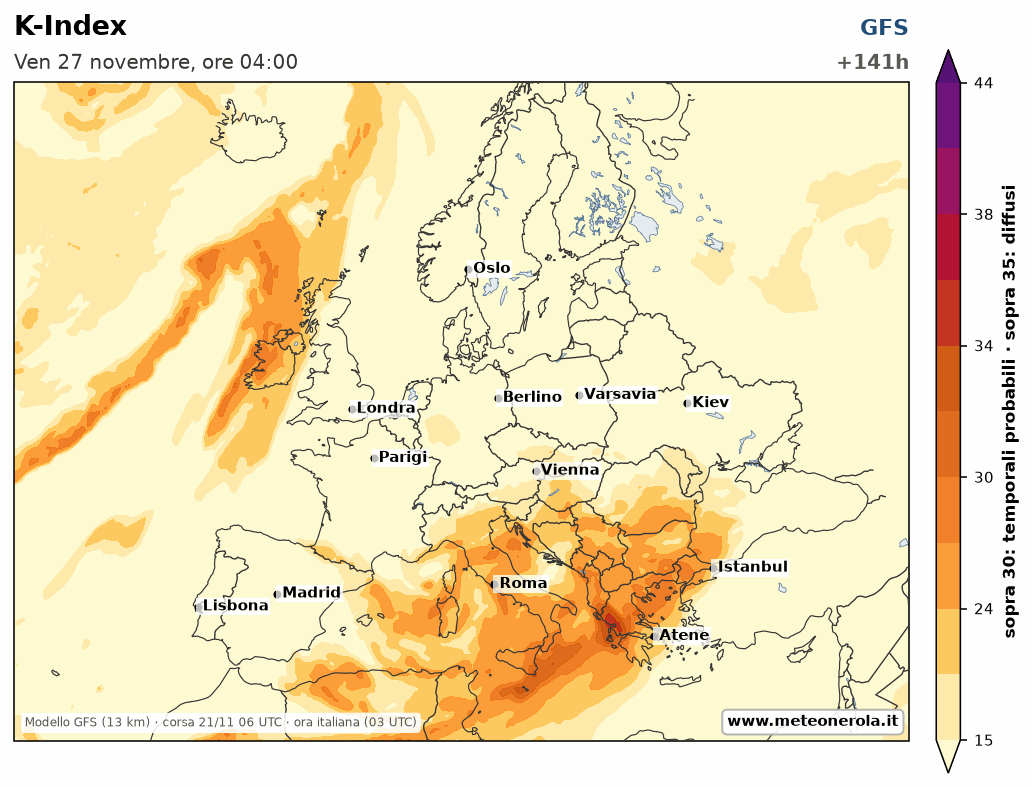 K-Index
GFS
Ven 27 novembre, ore 04:00
+141h
44
38
34
30
24
15
sopra 30: temporali probabili · sopra 35: diffusi
Oslo
Berlino
Varsavia
Kiev
Londra
Parigi
Vienna
Istanbul
Roma
Madrid
Lisbona
Atene
Modello GFS (13 km) · corsa 21/11 06 UTC · ora italiana (03 UTC)
www.meteonerola.it